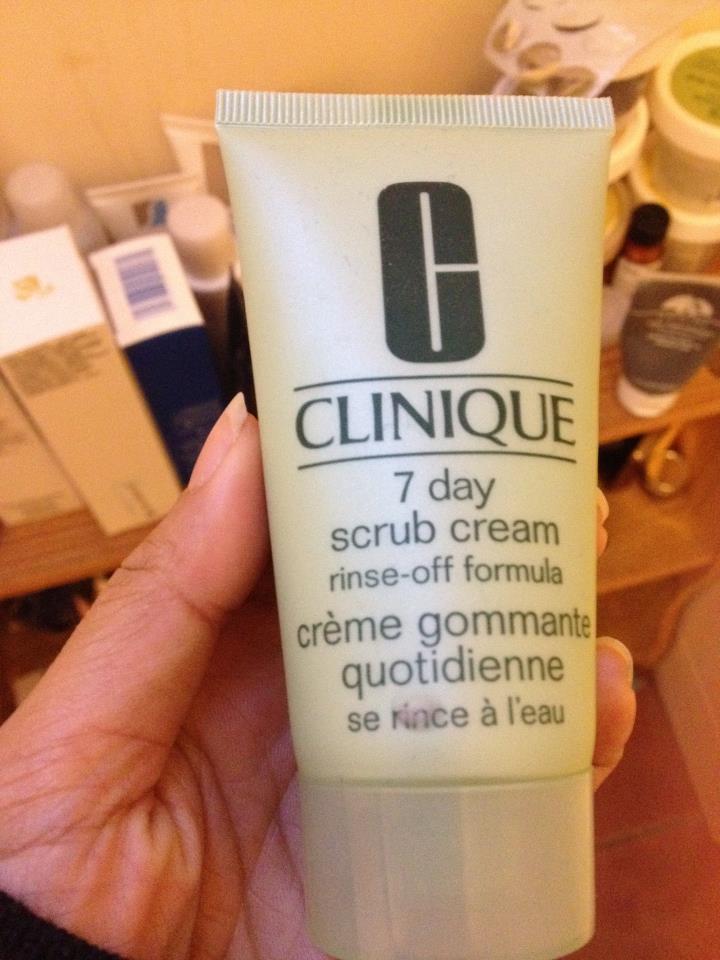 CLINIQUE
7 day
scrub cream
rinse-off formula
crème gommante
quotidienne
se rince à l'eau